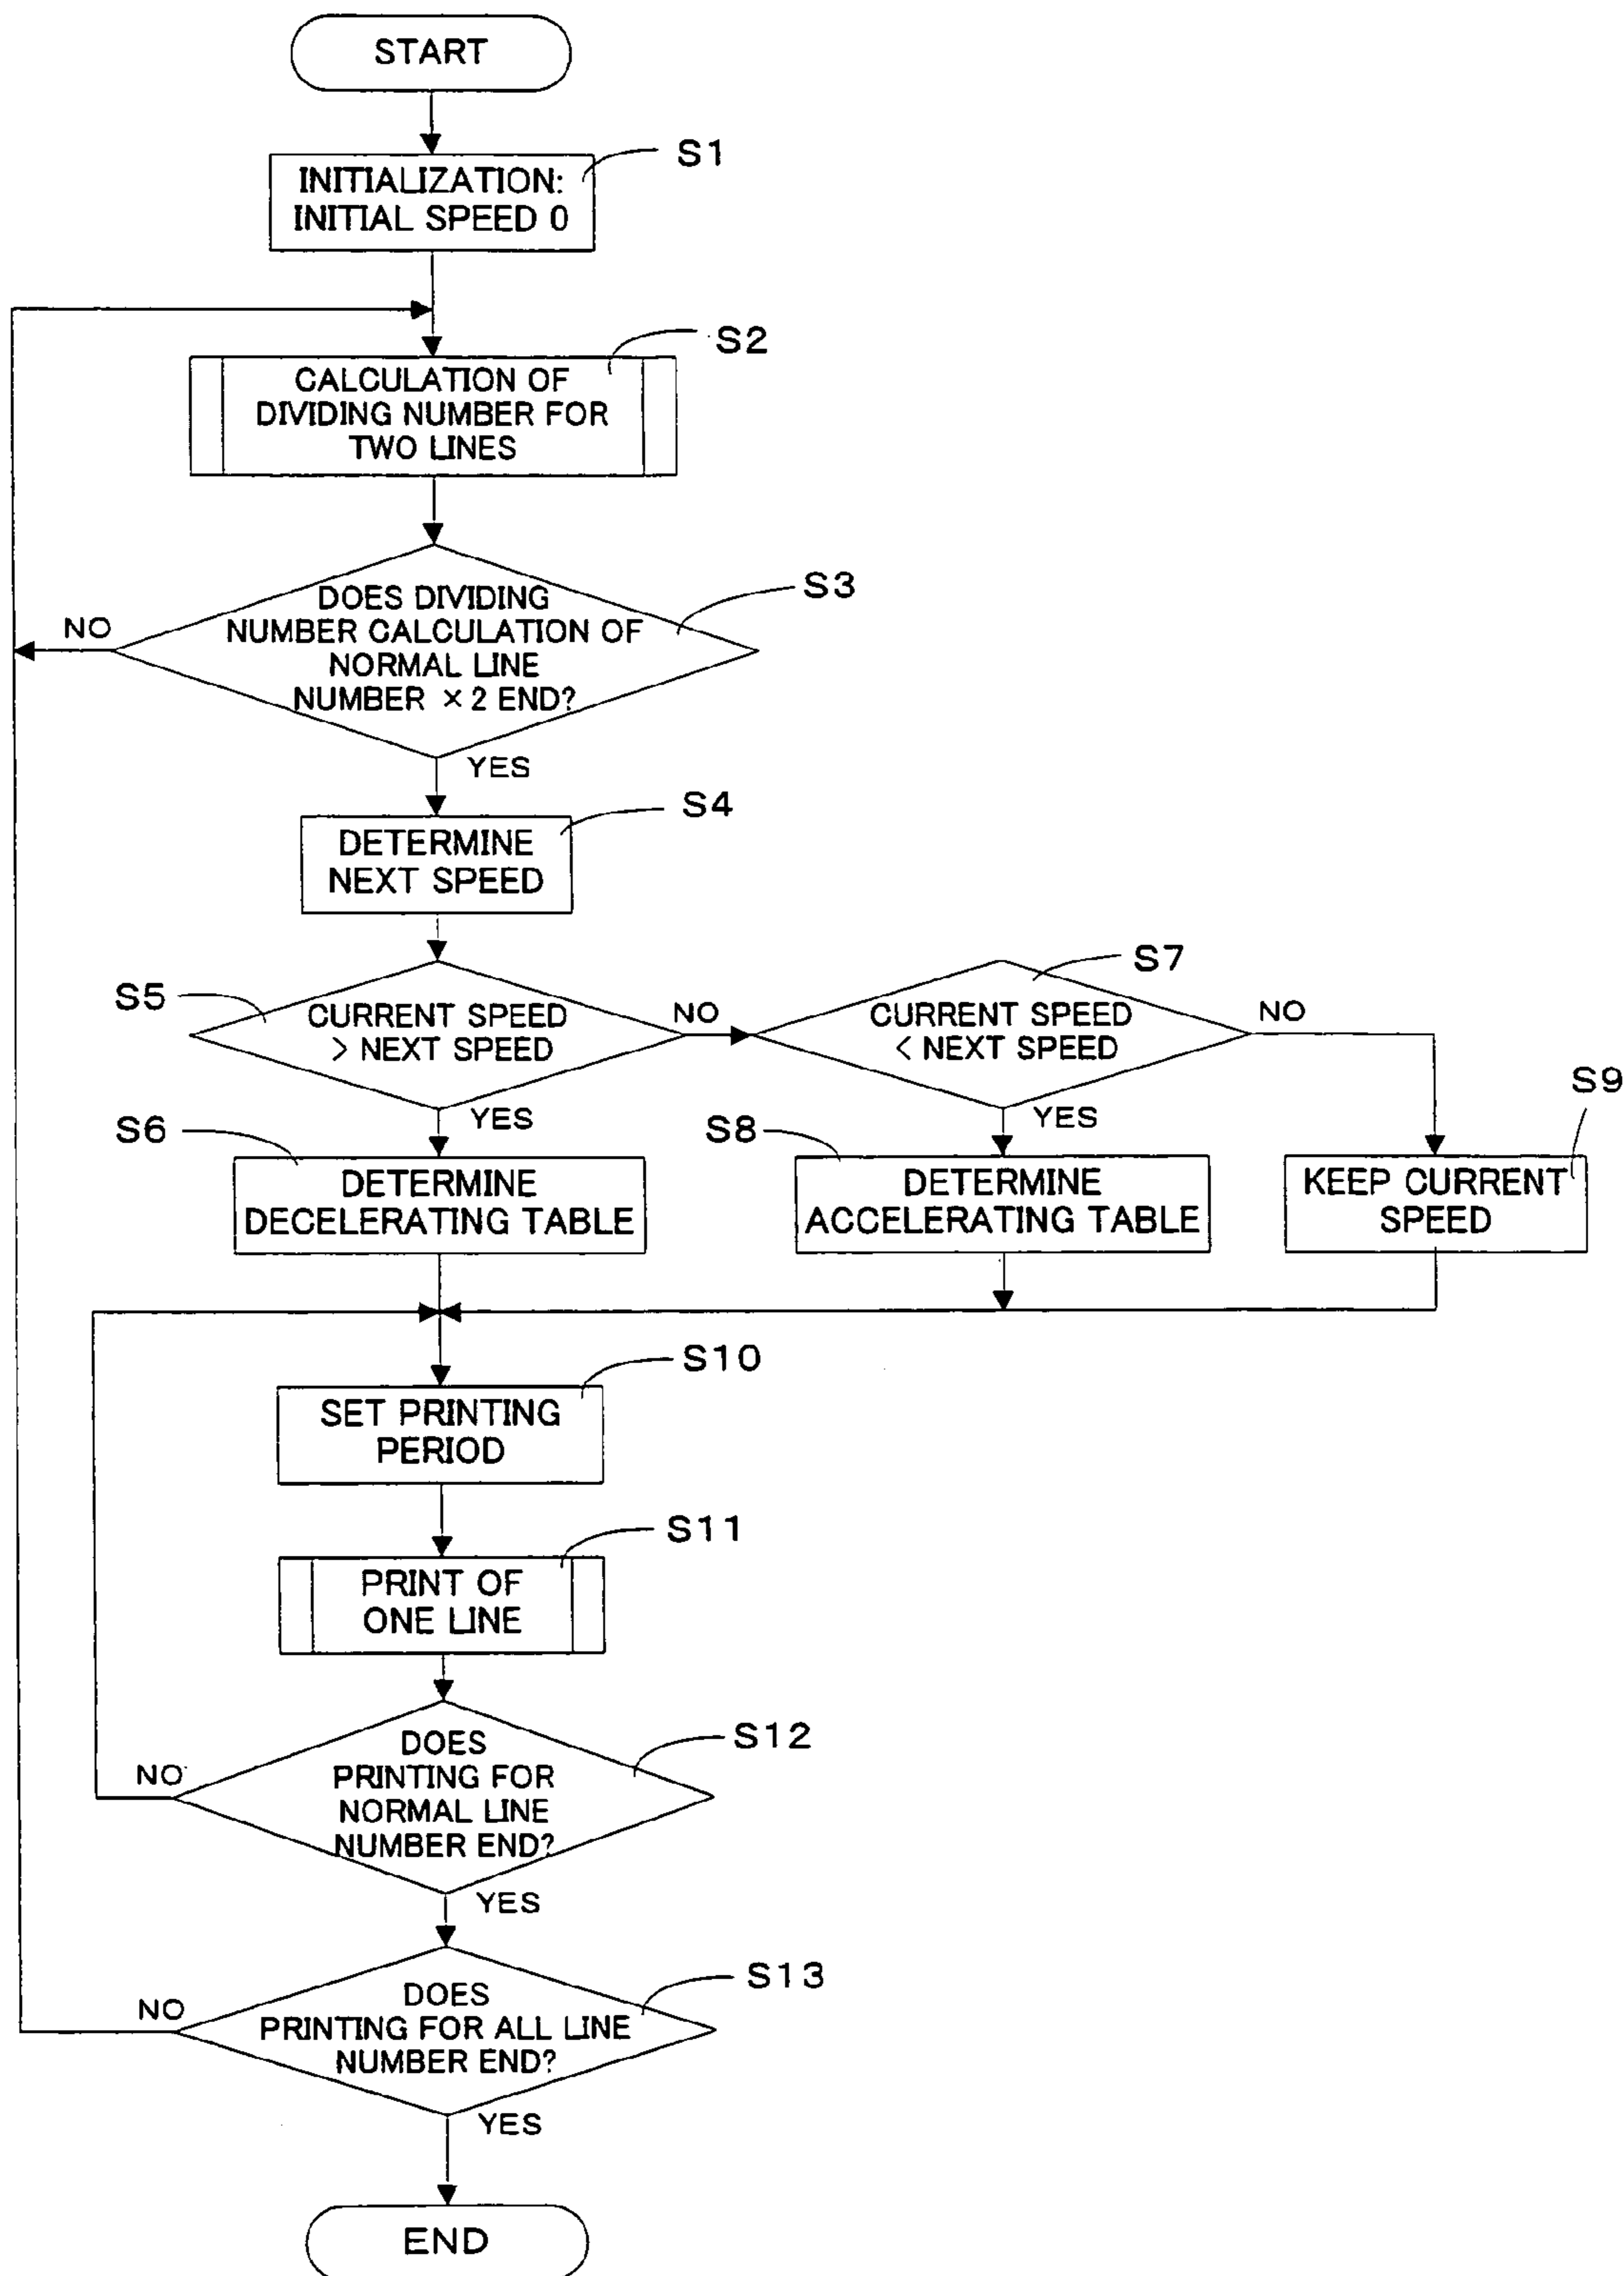 START
S1
INITIALIZATION:
INITIAL SPEED 0
S2
CALCULATION OF
DIVIDING NUMBER FOR
TWO LINES
S3
DOES DIVIDING
NUMBER CALCULATION OF
NORMAL LINE
NUMBER ×2 END?
NO
YES
S4
DETERMINE
NEXT SPEED
S5
CURRENT SPEED
> NEXT SPEED
NO
YES
S7
CURRENT SPEED
< NEXT SPEED
NO
YES
S6
DETERMINE
DECELERATING TABLE
S8
DETERMINE
ACCELERATING TABLE
S9
KEEP CURRENT
SPEED
S10
SET PRINTING
PERIOD
S11
PRINT OF
ONE LINE
S12
DOES
PRINTING FOR
NORMAL LINE
NUMBER END?
NO
YES
S13
DOES
PRINTING FOR ALL LINE
NUMBER END?
NO
YES
END